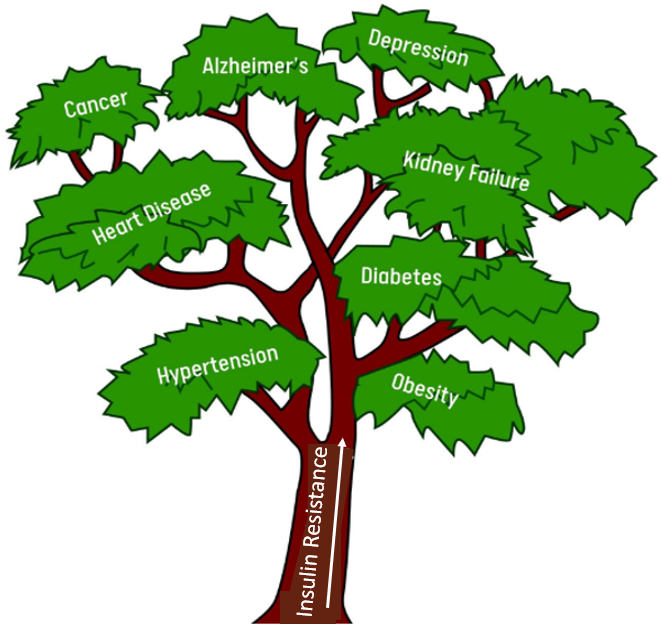 Depression
Alzheimer's
Cancer
Kidney Failure
Heart Disease
Diabetes
Hypertension
Obesity
Insulin Resistance